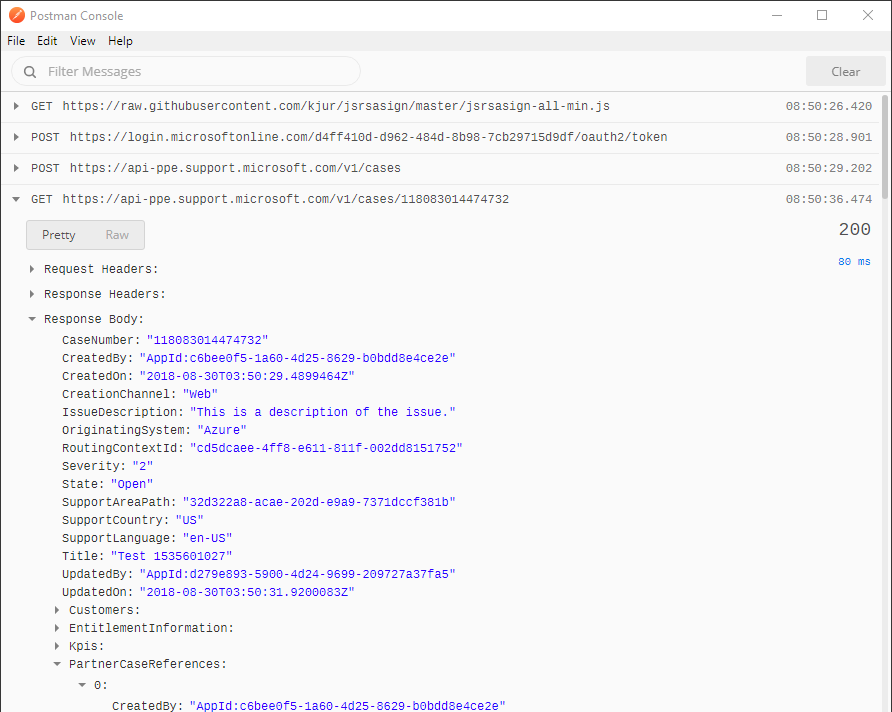 Postman Console
File Edit View Help
Filter Messages
Clear
GET https://raw.githubusercontent.com/kjur/jsrsasign/master/jsrsasign-all-min.js 08:50:26.420
POST https://login.microsoftonline.com/d4ff410d-d962-484d-8b98-7cb29715d9df/oauth2/token 08:50:28.901
POST https://api-ppe.support.microsoft.com/v1/cases 08:50:29.202
GET https://api-ppe.support.microsoft.com/v1/cases/118083014474732 08:50:36.474
Pretty Raw 200
80 ms
Request Headers:
Response Headers:
Response Body:
CaseNumber: "118083014474732"
CreatedBy: "AppId:c6bee0f5-1a60-4d25-8629-b0bdd8e4ce2e"
CreatedOn: "2018-08-30T03:50:29.4899464Z"
CreationChannel: "Web"
IssueDescription: "This is a description of the issue."
OriginatingSystem: "Azure"
RoutingContextId: "cd5dcaee-4ff8-e611-811f-002dd8151752"
Severity: "2"
State: "Open"
SupportAreaPath: "32d322a8-acae-202d-e9a9-7371dccf381b"
SupportCountry: "US"
SupportLanguage: "en-US"
Title: "Test 1535601027"
UpdatedBy: "AppId:d279e893-5900-4d24-9699-209727a37fa5"
UpdatedOn: "2018-08-30T03:50:31.9200083Z"
Customers:
EntitlementInformation:
Kpis:
PartnerCaseReferences:
0:
CreatedBy: "AppId:c6bee0f5-1a60-4d25-8629-b0bdd8e4ce2e"